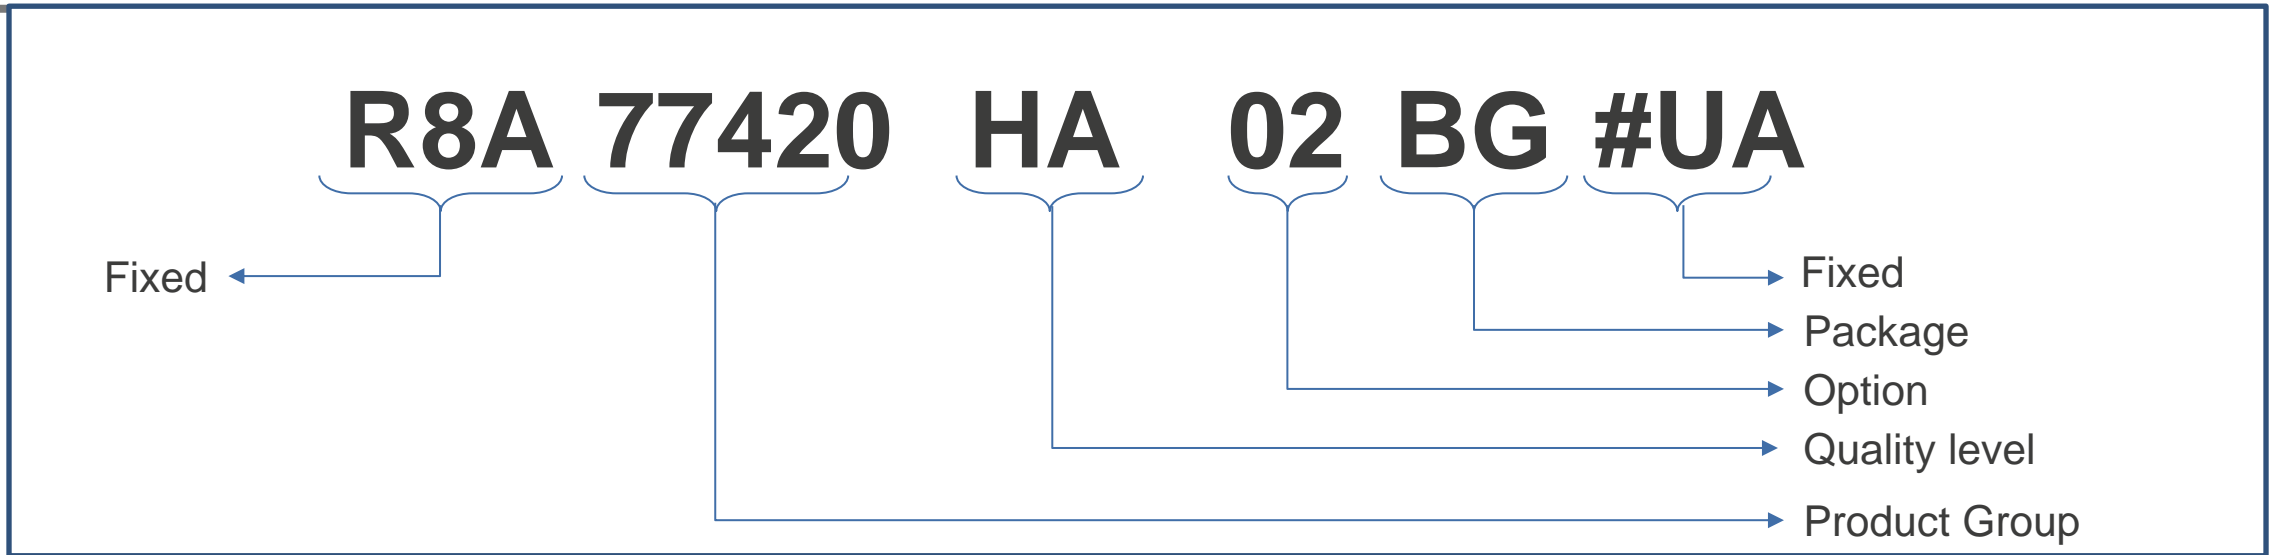 R8A 77420 HA 02 BG #UA
Fixed
Fixed
Package
Option
Quality level
Product Group